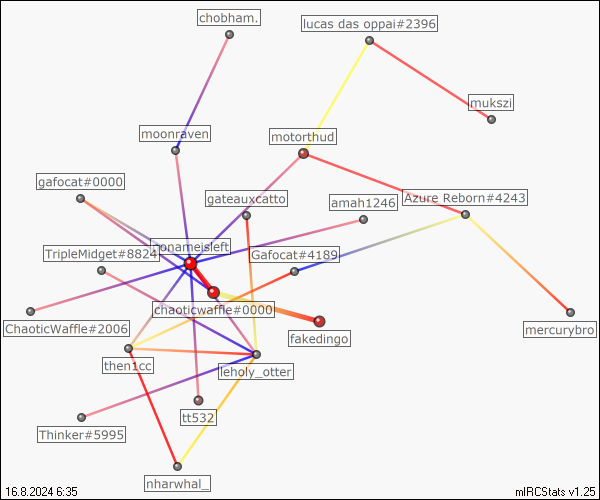 chobham.
lucas das oppai#2396
mukszi
moonraven
motorthud
gafocat#0000
gateauxcatto
amah1246
Azure Reborn#4243
nonameisleft
TripleMidget#8824
Gafocat#4189
chaoticwaffle#0000
ChaoticWaffle#2006
fakedingo
mercurybro
then1cc
leholy_otter
tt532
Thinker#5995
nharwhal_
16.8.2024 6:35
mIRCStats v1.25